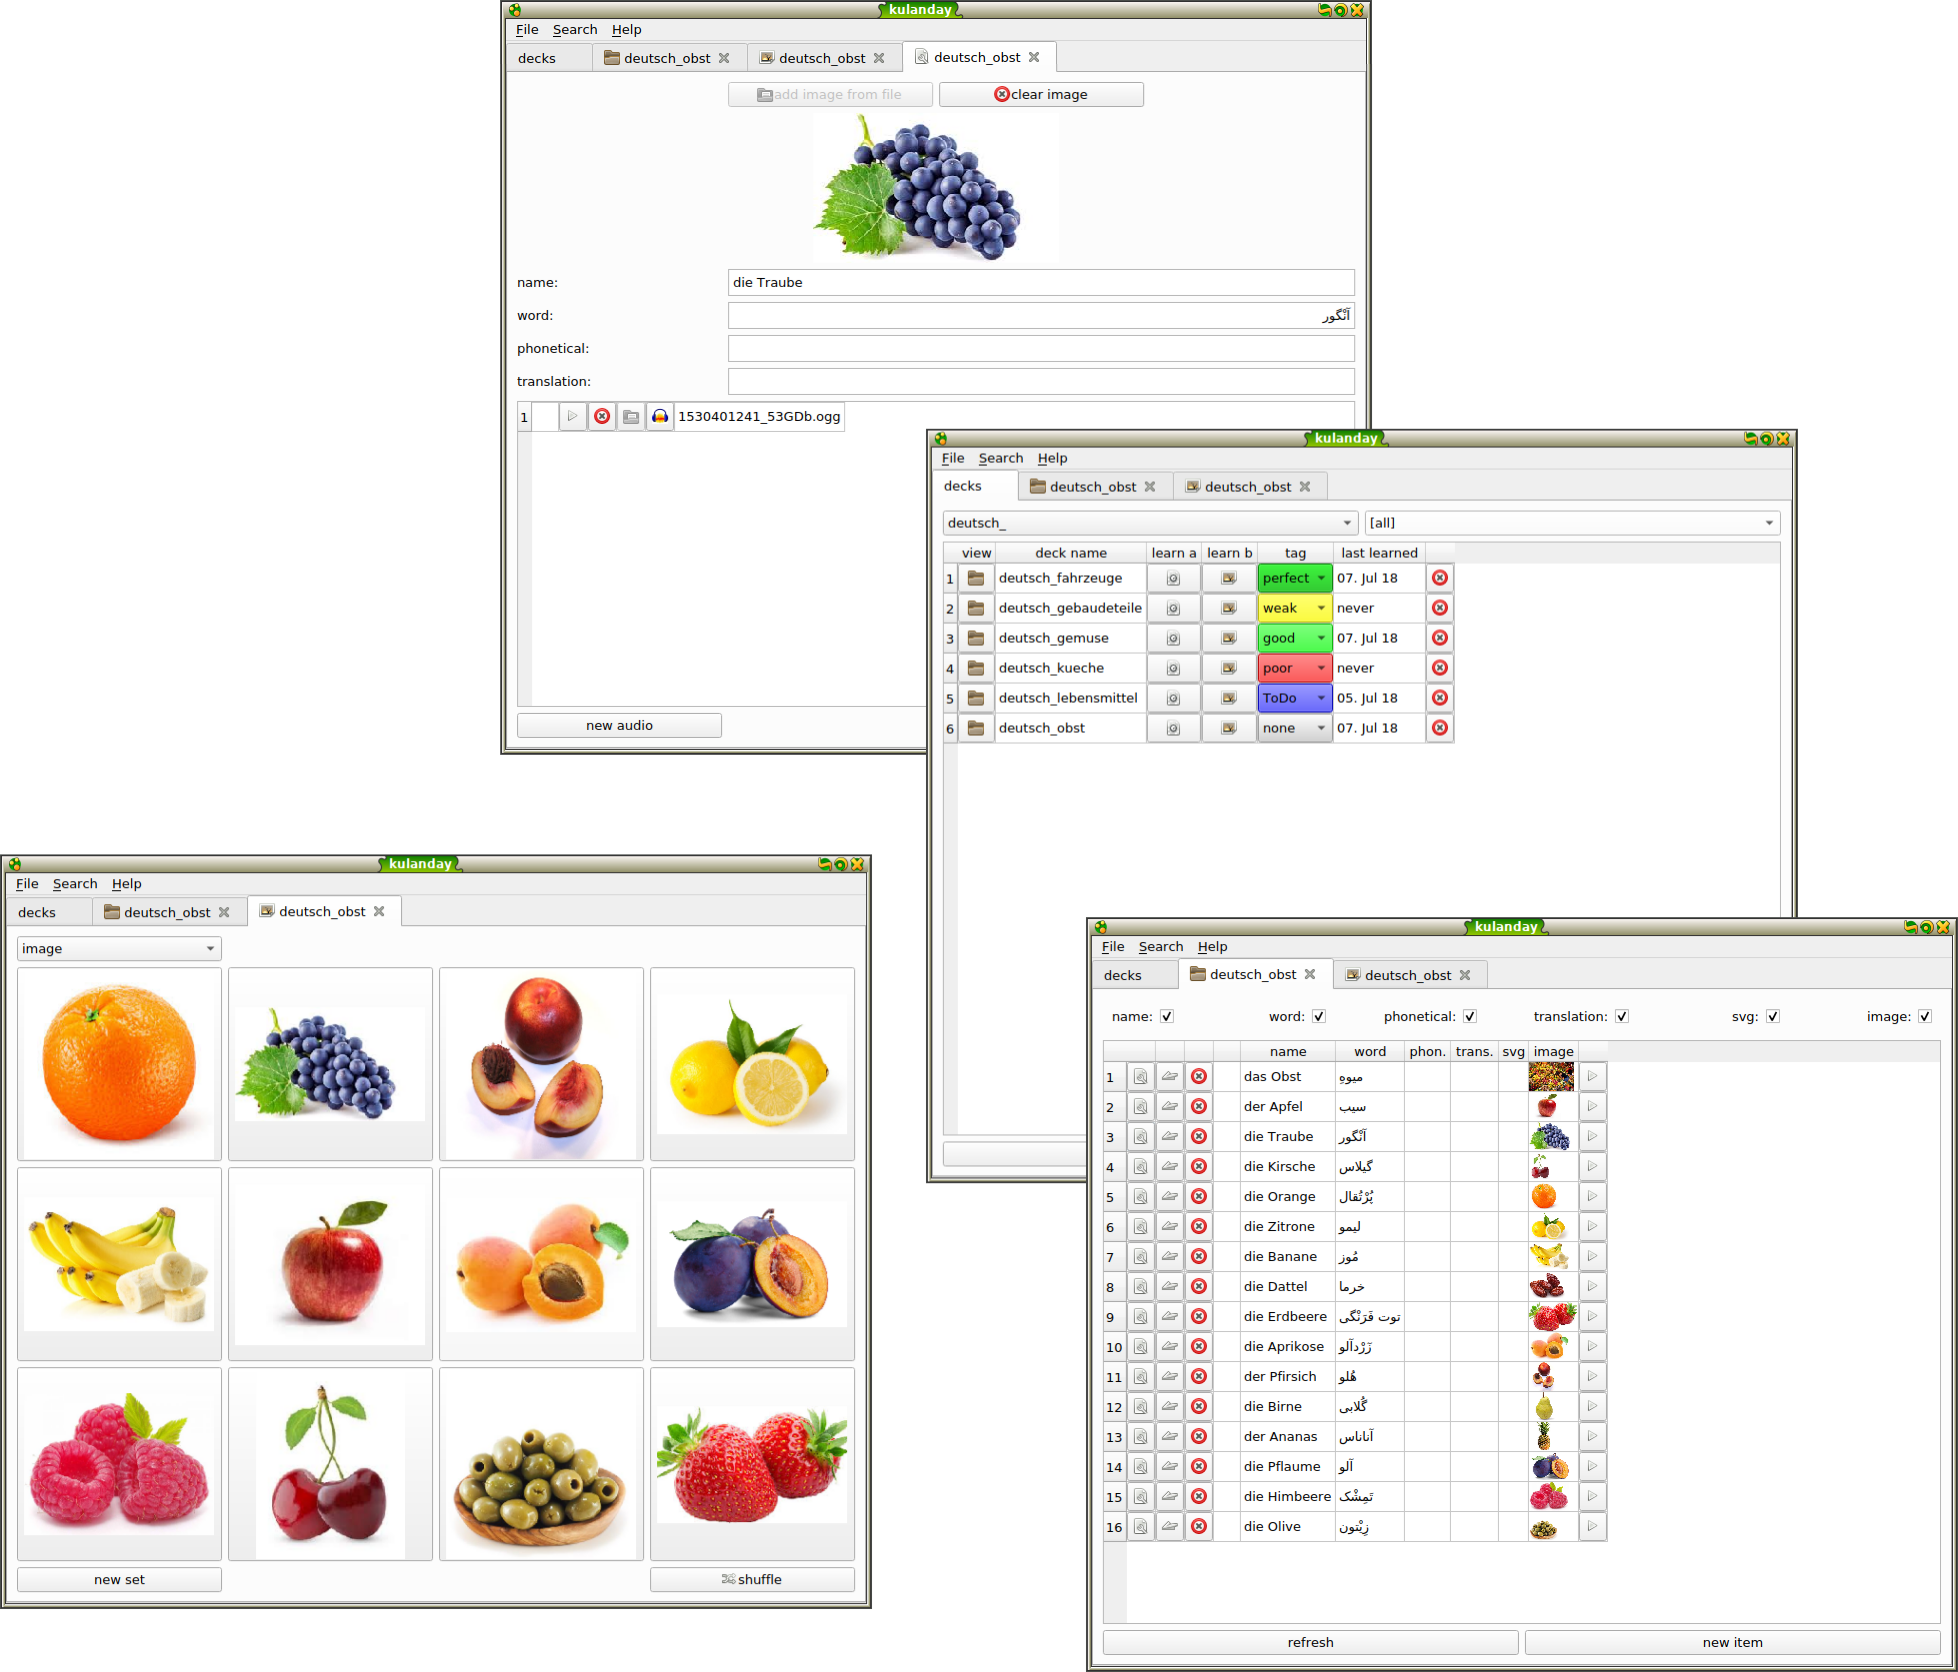 kulanday
File Search Help
decks deutsch_obst deutsch_obst deutsch_obst
add image from file clear image
name: die Traube
word: آنْگور
phonetical:
translation:
1 1530401241_53GDb.ogg
new audio
kulanday
File Search Help
decks deutsch_obst deutsch_obst
deutsch_ [all]
view deck name learn a learn b tag last learned
1 deutsch_fahrzeuge perfect 07. Jul 18
2 deutsch_gebaudeteile weak never
3 deutsch_gemuse good 07. Jul 18
4 deutsch_kueche poor never
5 deutsch_lebensmittel ToDo 05. Jul 18
6 deutsch_obst none 07. Jul 18
kulanday
File Search Help
decks deutsch_obst deutsch_obst
image
new set shuffle
kulanday
File Search Help
decks deutsch_obst deutsch_obst
name: word: phonetical: translation: svg: image:
name word phon. trans. svg image
1 das Obst میوه
2 der Apfel سیب
3 die Traube آنْگور
4 die Kirsche گیلاس
5 die Orange پُرْتُقال
6 die Zitrone لیمو
7 die Banane مُوز
8 die Dattel خرما
9 die Erdbeere توت فَرَنْگی
10 die Aprikose زَرْدآلو
11 der Pfirsich هُلو
12 die Birne گُلابی
13 der Ananas آناناس
14 die Pflaume آلو
15 die Himbeere تَمِشْک
16 die Olive زِیْتون
refresh new item